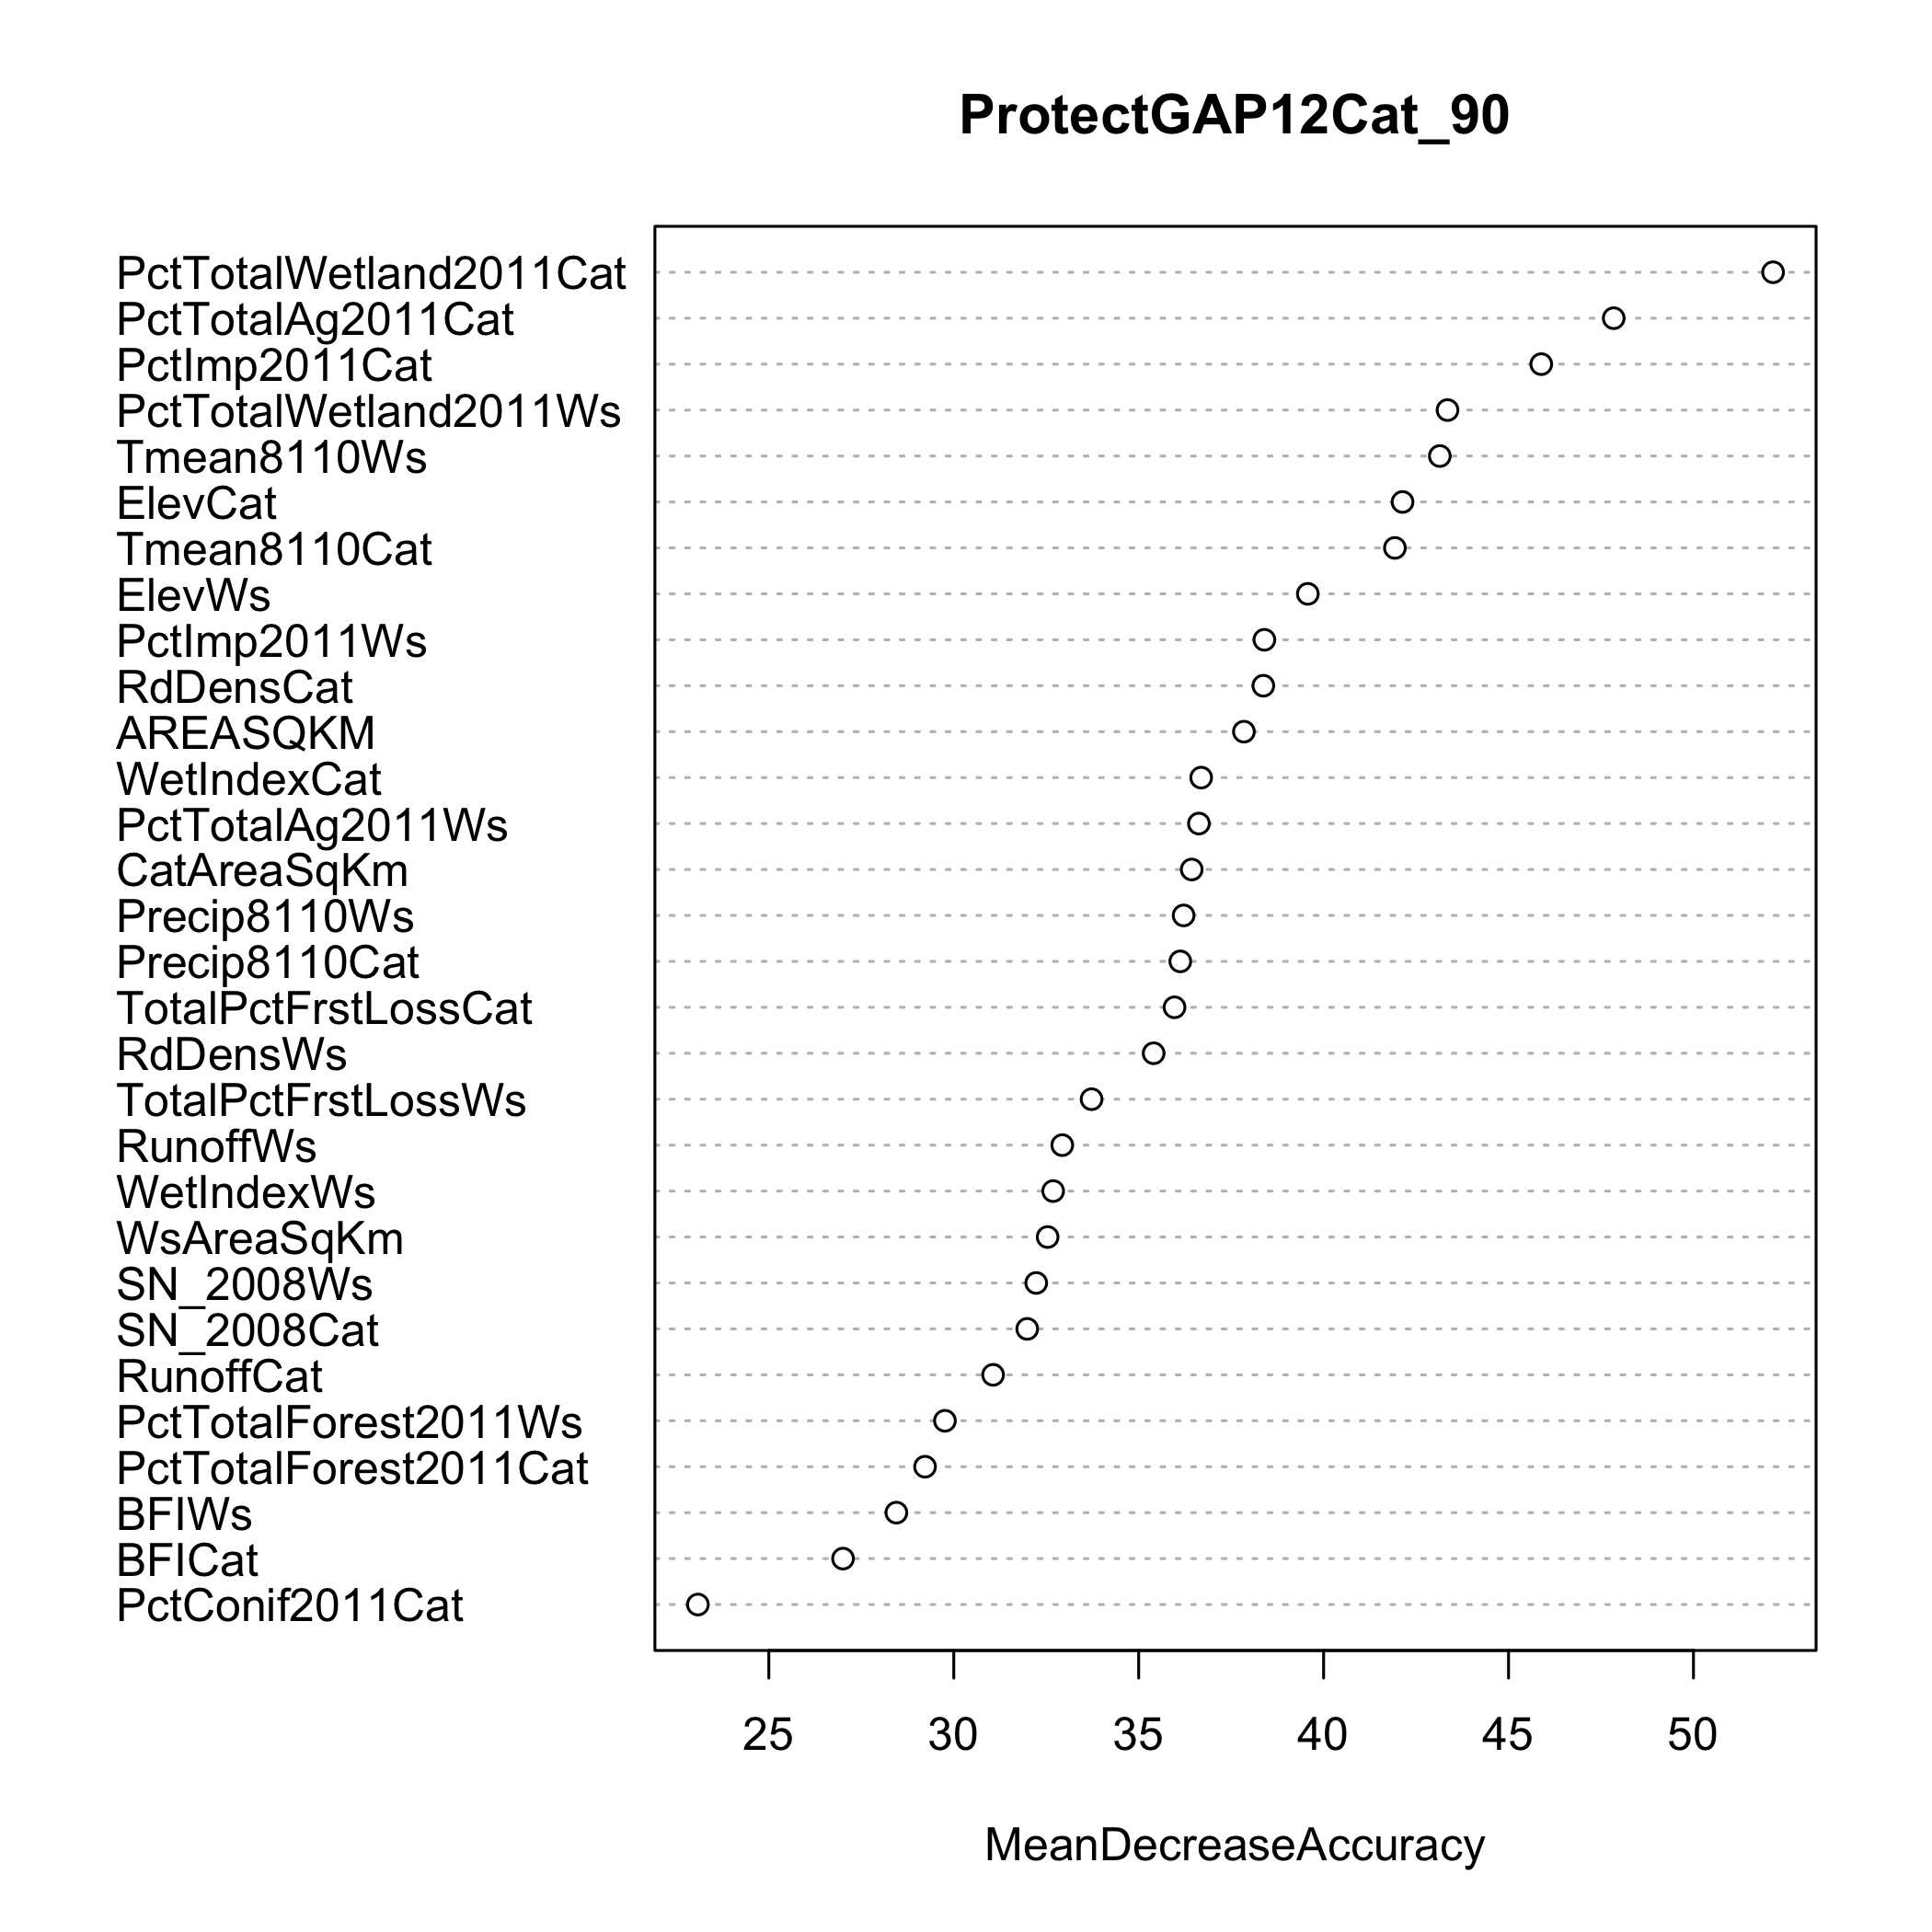 ProtectGAP12Cat_90
PctTotalWetland2011Cat
PctTotalAg2011Cat
PctImp2011Cat
PctTotalWetland2011Ws
Tmean8110Ws
ElevCat
Tmean8110Cat
ElevWs
PctImp2011Ws
RdDensCat
AREASQKM
WetIndexCat
PctTotalAg2011Ws
CatAreaSqKm
Precip8110Ws
Precip8110Cat
TotalPctFrstLossCat
RdDensWs
TotalPctFrstLossWs
RunoffWs
WetIndexWs
WsAreaSqKm
SN_2008Ws
SN_2008Cat
RunoffCat
PctTotalForest2011Ws
PctTotalForest2011Cat
BFIWs
BFICat
PctConif2011Cat
25 30 35 40 45 50
MeanDecreaseAccuracy